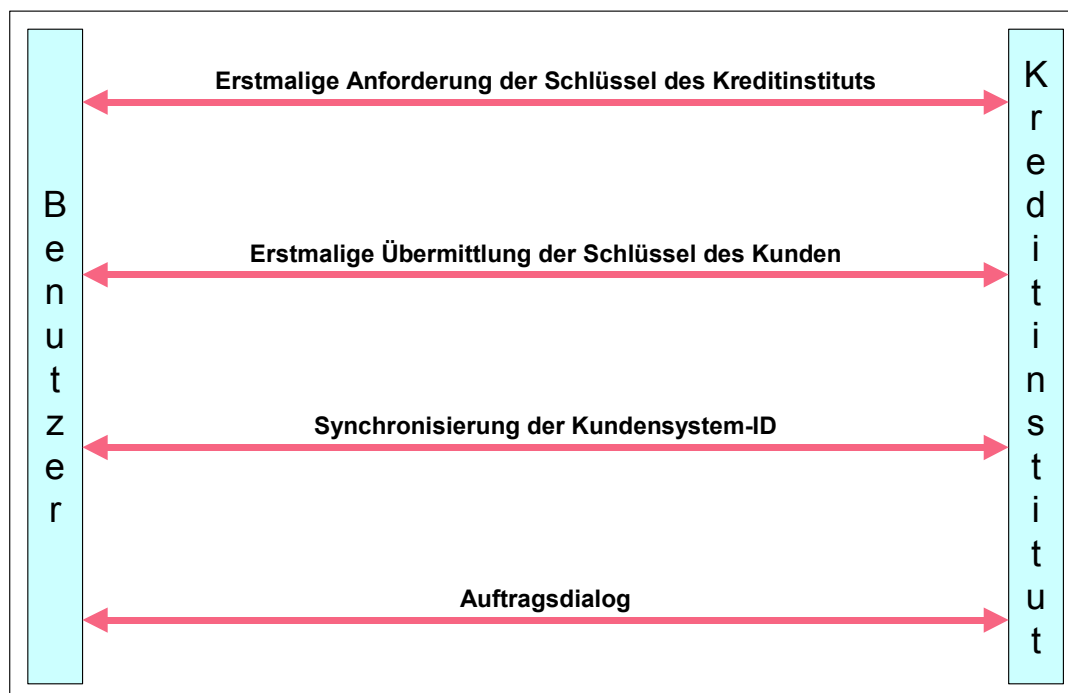 Benutzer
Erstmalige Anforderung der Schlüssel des Kreditinstituts
Erstmalige Übermittlung der Schlüssel des Kunden
Synchronisierung der Kundensystem-ID
Auftragsdialog
Kreditinstitut